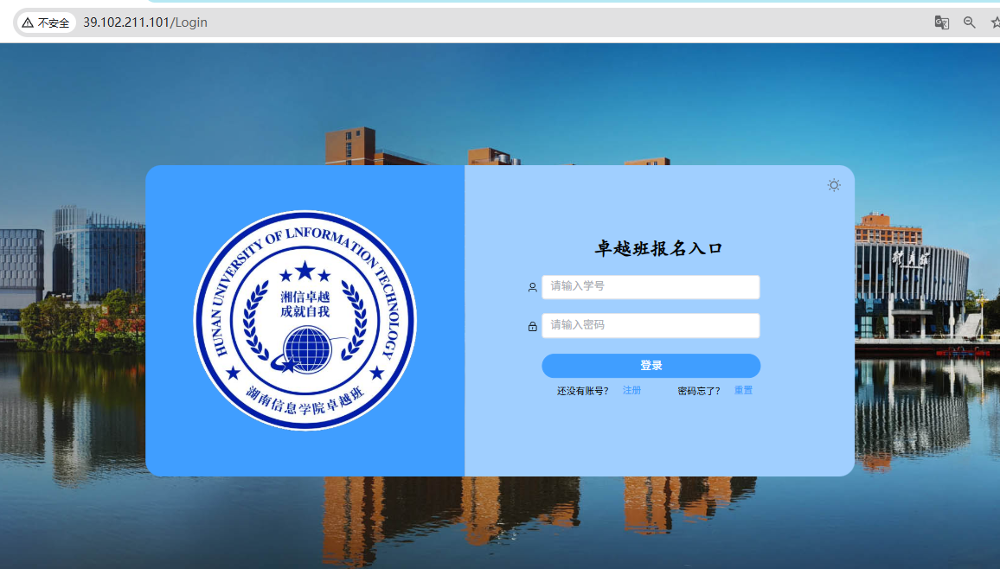 不安全 39.102.211.101/Login
HUNAN UNIVERSITY OF LNFORMATION TECHNOLOGY
湘信卓越
成就自我
湖南信息学院卓越班
卓越班报名入口
请输入学号
请输入密码
登录
还没有账号? 注册 密码忘了? 重置